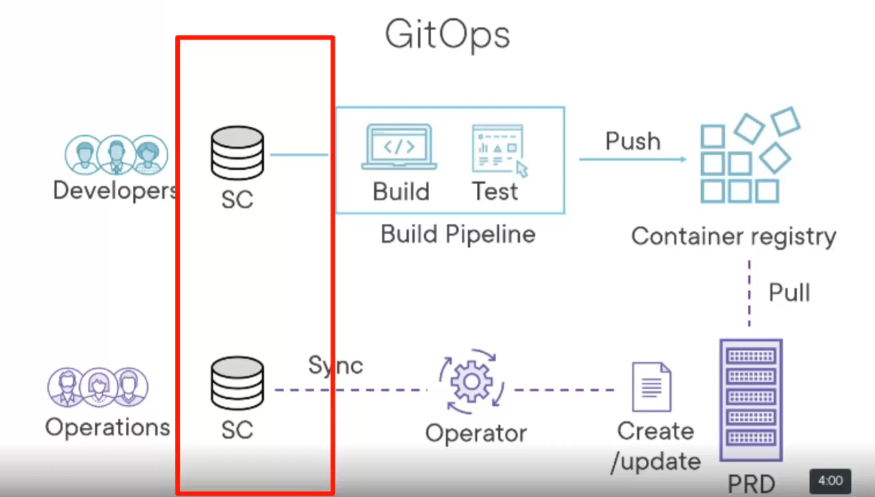 GitOps
Developers
SC
Build
Test
Build Pipeline
Push
Container registry
Pull
Operations
SC
Sync
Operator
Create
/update
PRD
4:00